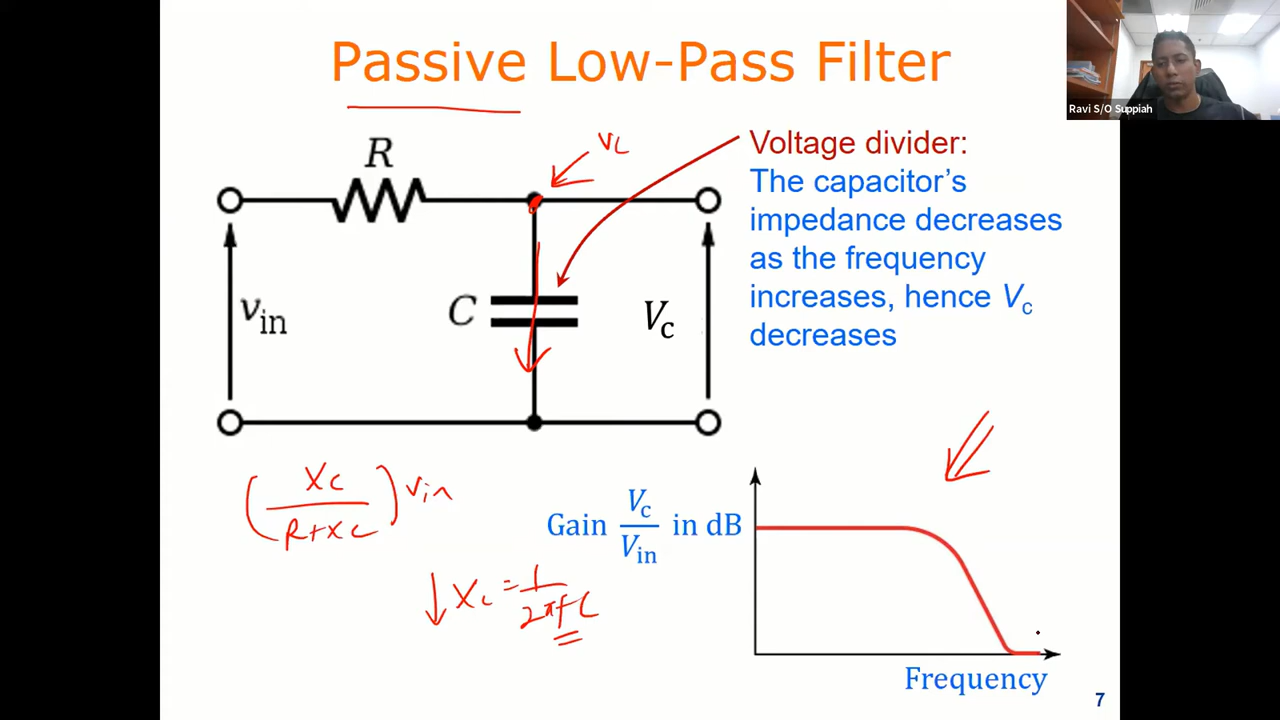 Passive Low-Pass Filter
Ravi S/O Suppiah
R
VC
Voltage divider:
The capacitor's
impedance decreases
as the frequency
increases, hence Vc
decreases
vin
C
Vc
(XC / R+XC) vin
Gain Vc/Vin in dB
↓ Xc = 1/2πfC
Frequency
7